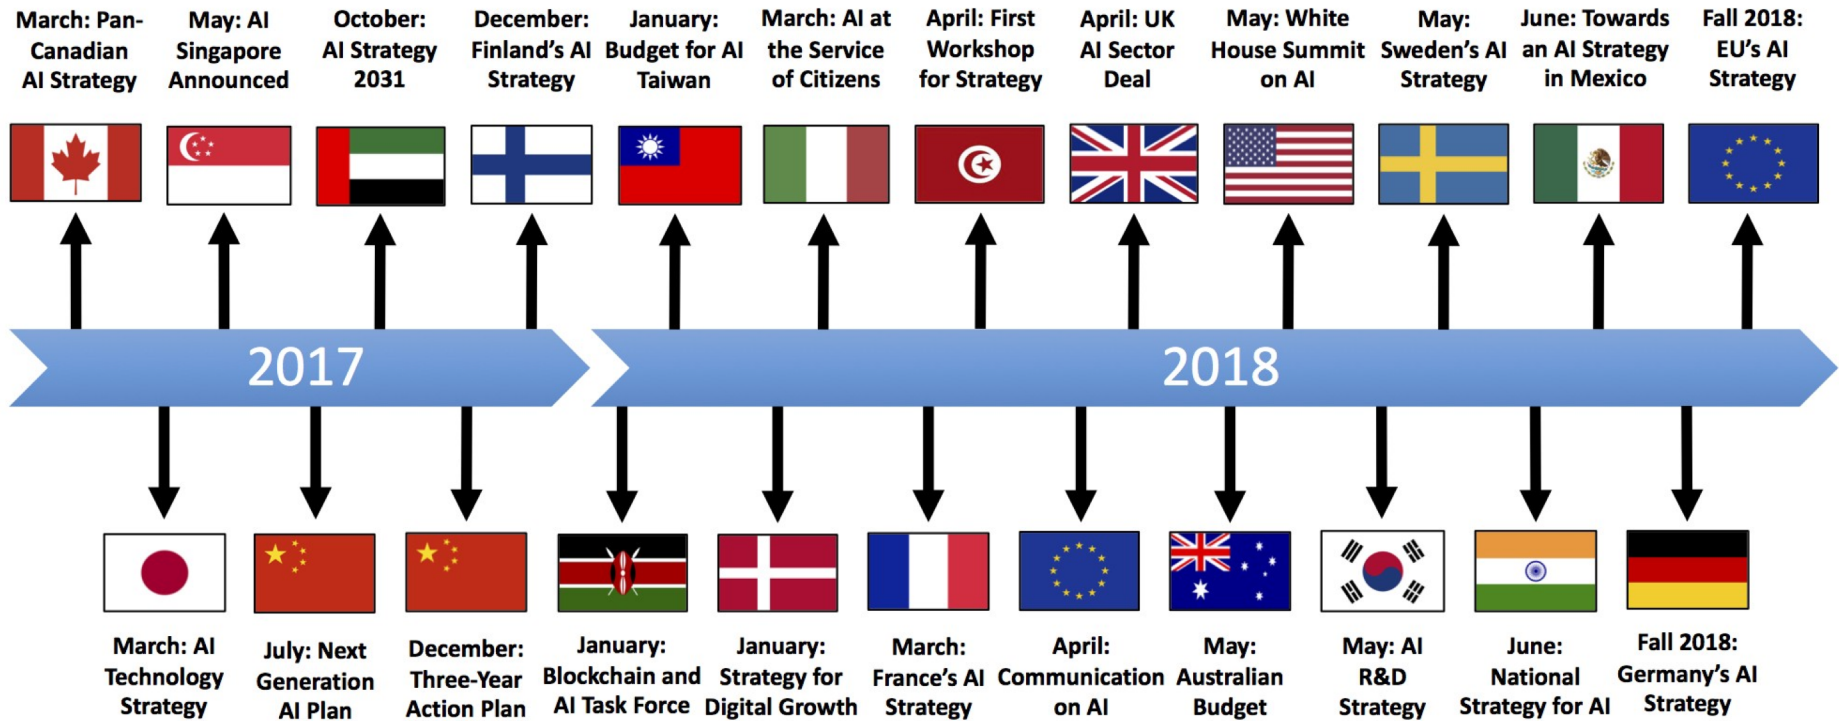 March: Pan-
Canadian
AI Strategy
May: AI
Singapore
Announced
October:
AI Strategy
2031
December:
Finland's AI
Strategy
January:
Budget for AI
Taiwan
March: AI at
the Service
of Citizens
April: First
Workshop
for Strategy
April: UK
AI Sector
Deal
May: White
House Summit
on AI
May:
Sweden's AI
Strategy
June: Towards
an AI Strategy
in Mexico
Fall 2018:
EU's AI
Strategy
2017
2018
March: AI
Technology
Strategy
July: Next
Generation
AI Plan
December:
Three-Year
Action Plan
January:
Blockchain and
AI Task Force
January:
Strategy for
Digital Growth
March:
France's AI
Strategy
April:
Communication
on AI
May:
Australian
Budget
May: AI
R&D
Strategy
June:
National
Strategy for AI
Fall 2018:
Germany's AI
Strategy